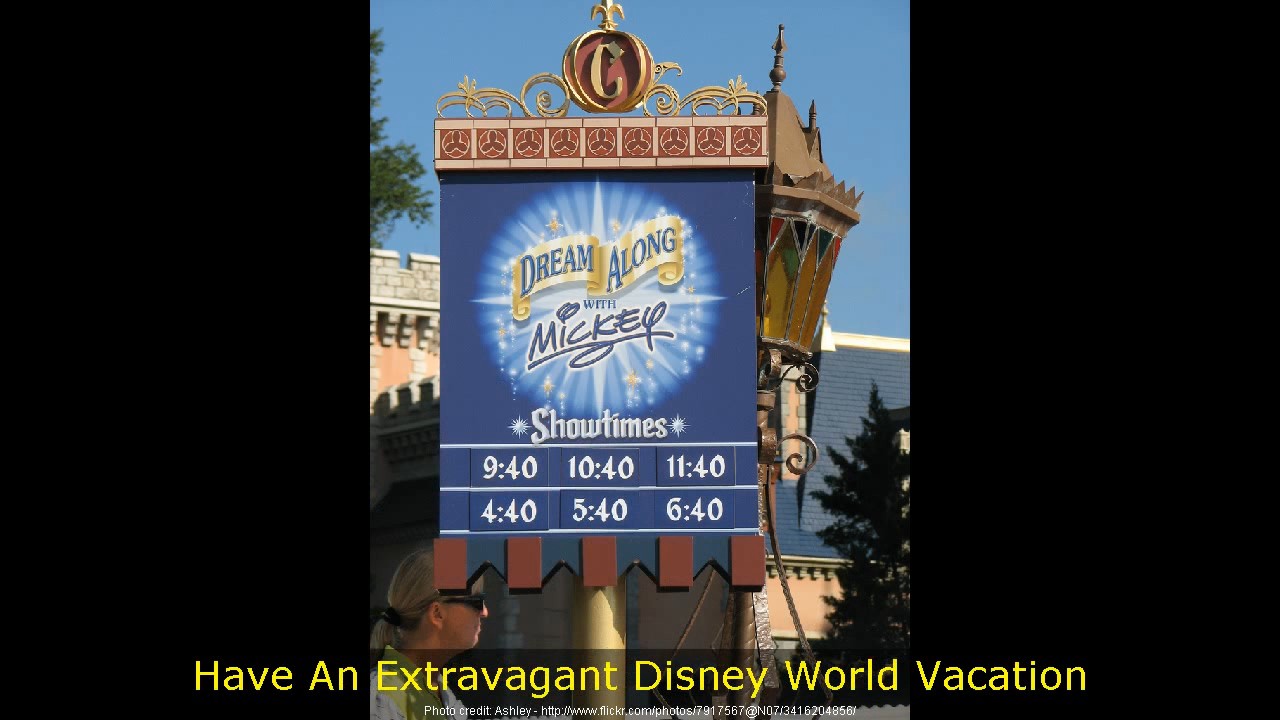 C
DREAM ALONG
WITH
MICKEY
Showtimes
9:40 10:40 11:40
4:40 5:40 6:40
Have An Extravagant Disney World Vacation
Photo credit: Ashley - http://www.flickr.com/photos/7917567@N07/3416204856/